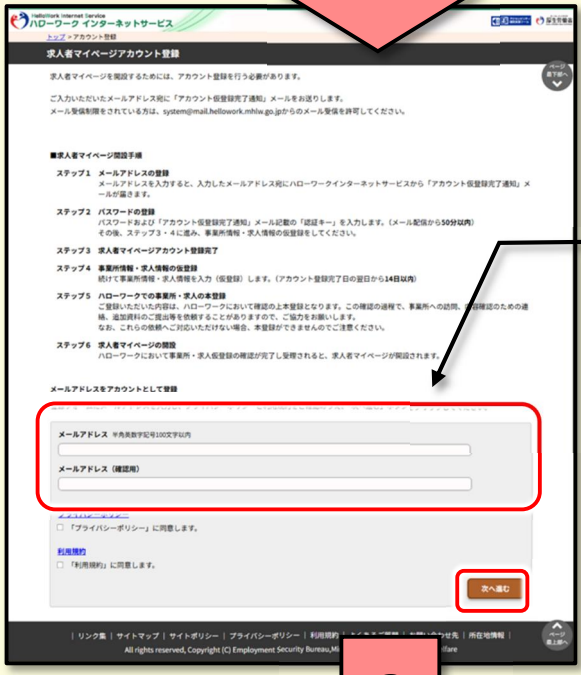 HelloWork Internet Service
ハローワーク インターネットサービス
厚生労働省
トップ > アカウント登録
求人者マイページアカウント登録
ページ
最下部へ
求人者マイページを開設するためには、アカウント登録を行う必要があります。
ご入力いただいたメールアドレス宛に「アカウント仮登録完了通知」メールをお送りします。
メール受信制限をされている方は、system@mail.hellowork.mhlw.go.jpからのメール受信を許可してください。
■求人者マイページ開設手順
ステップ1 メールアドレスの登録
メールアドレスを入力すると、入力したメールアドレス宛にハローワークインターネットサービスから「アカウント仮登録完了通知」メ
ールが届きます。
ステップ2 パスワードの登録
パスワードおよび「アカウント仮登録完了通知」メール記載の「認証キー」を入力します。(メール配信から50分以内)
その後、ステップ3・4に進み、事業所情報・求人情報の仮登録をしてください。
ステップ3 求人者マイページアカウント登録完了
ステップ4 事業所情報・求人情報の仮登録
続けて事業所情報・求人情報を入力(仮登録)します。(アカウント登録完了日の翌日から14日以内)
ステップ5 ハローワークでの事業所・求人の本登録
ご登録いただいた内容は、ハローワークにおいて確認の上本登録となります。この確認の過程で、事業所への訪問、内容確認のための連
絡、追加資料のご提出等を依頼することがありますので、ご協力をお願いします。
なお、これらの依頼へご対応いただけない場合、本登録ができませんのでご注意ください。
ステップ6 求人者マイページの開設
ハローワークにおいて事業所・求人仮登録の確認が完了し受理されると、求人者マイページが開設されます。
メールアドレスをアカウントとして登録
メールアドレス 半角英数字記号100文字以内
メールアドレス(確認用)
プライバシーポリシー
「プライバシーポリシー」に同意します。
利用規約
「利用規約」に同意します。
次へ進む
| リンク集 | サイトマップ | サイトポリシー | プライバシーポリシー | 利用規約 | 所在地情報 |
All rights reserved, Copyright (C) Employment Security Bureau,
ページ
最上部へ